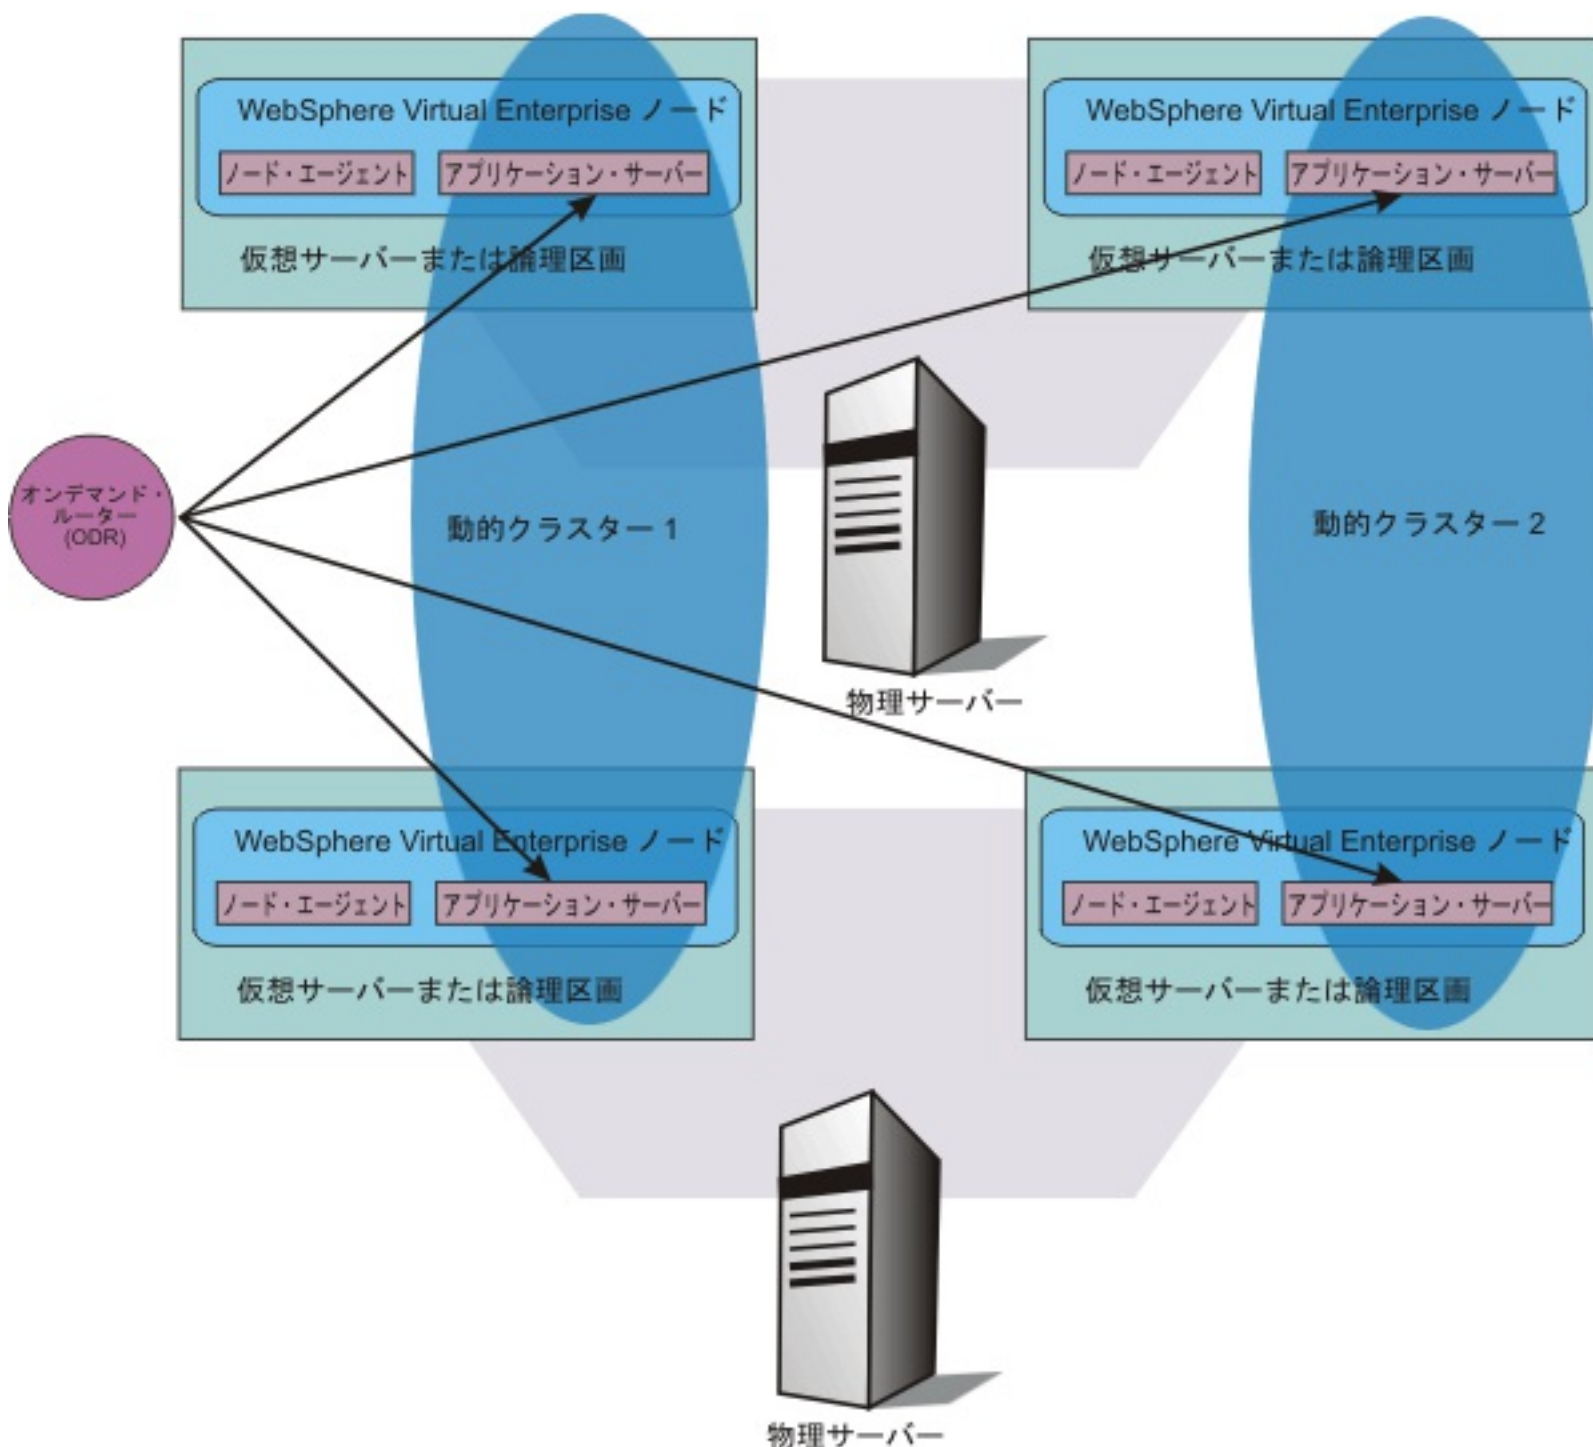 WebSphere Virtual Enterprise ノード
ノード・エージェント
アプリケーション・サーバー
仮想サーバーまたは論理区画
WebSphere Virtual Enterprise ノード
ノード・エージェント
アプリケーション・サーバー
仮想サーバーまたは論理区画
オンデマンド・
ルーター
(ODR)
動的クラスター 1
動的クラスター 2
物理サーバー
WebSphere Virtual Enterprise ノード
ノード・エージェント
アプリケーション・サーバー
仮想サーバーまたは論理区画
WebSphere Virtual Enterprise ノード
ノード・エージェント
アプリケーション・サーバー
仮想サーバーまたは論理区画
物理サーバー